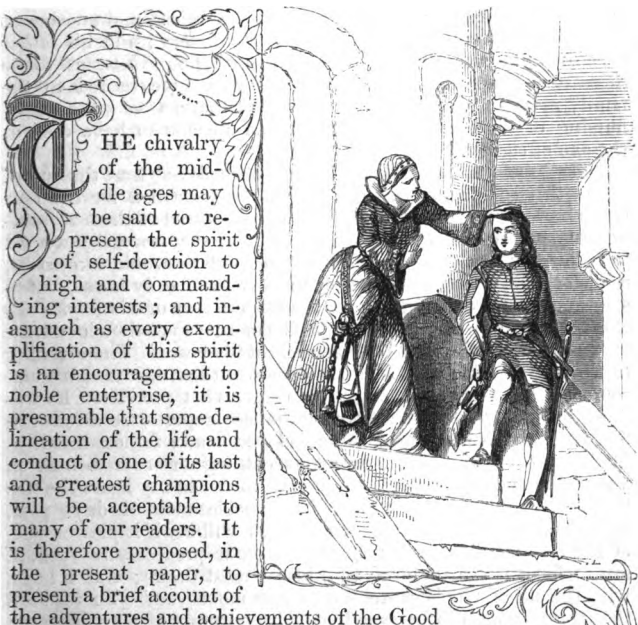 THE chivalry
of the mid-
dle ages may
be said to re-
present the spirit
of self-devotion to
high and command-
ing interests; and in-
asmuch as every exem-
plification of this spirit
is an encouragement to
noble enterprise, it is
presumable that some de-
lineation of the life and
conduct of one of its last
and greatest champions
will be acceptable to
many of our readers. It
is therefore proposed, in
the present paper, to
present a brief account of
the adventures and achievements of the Good